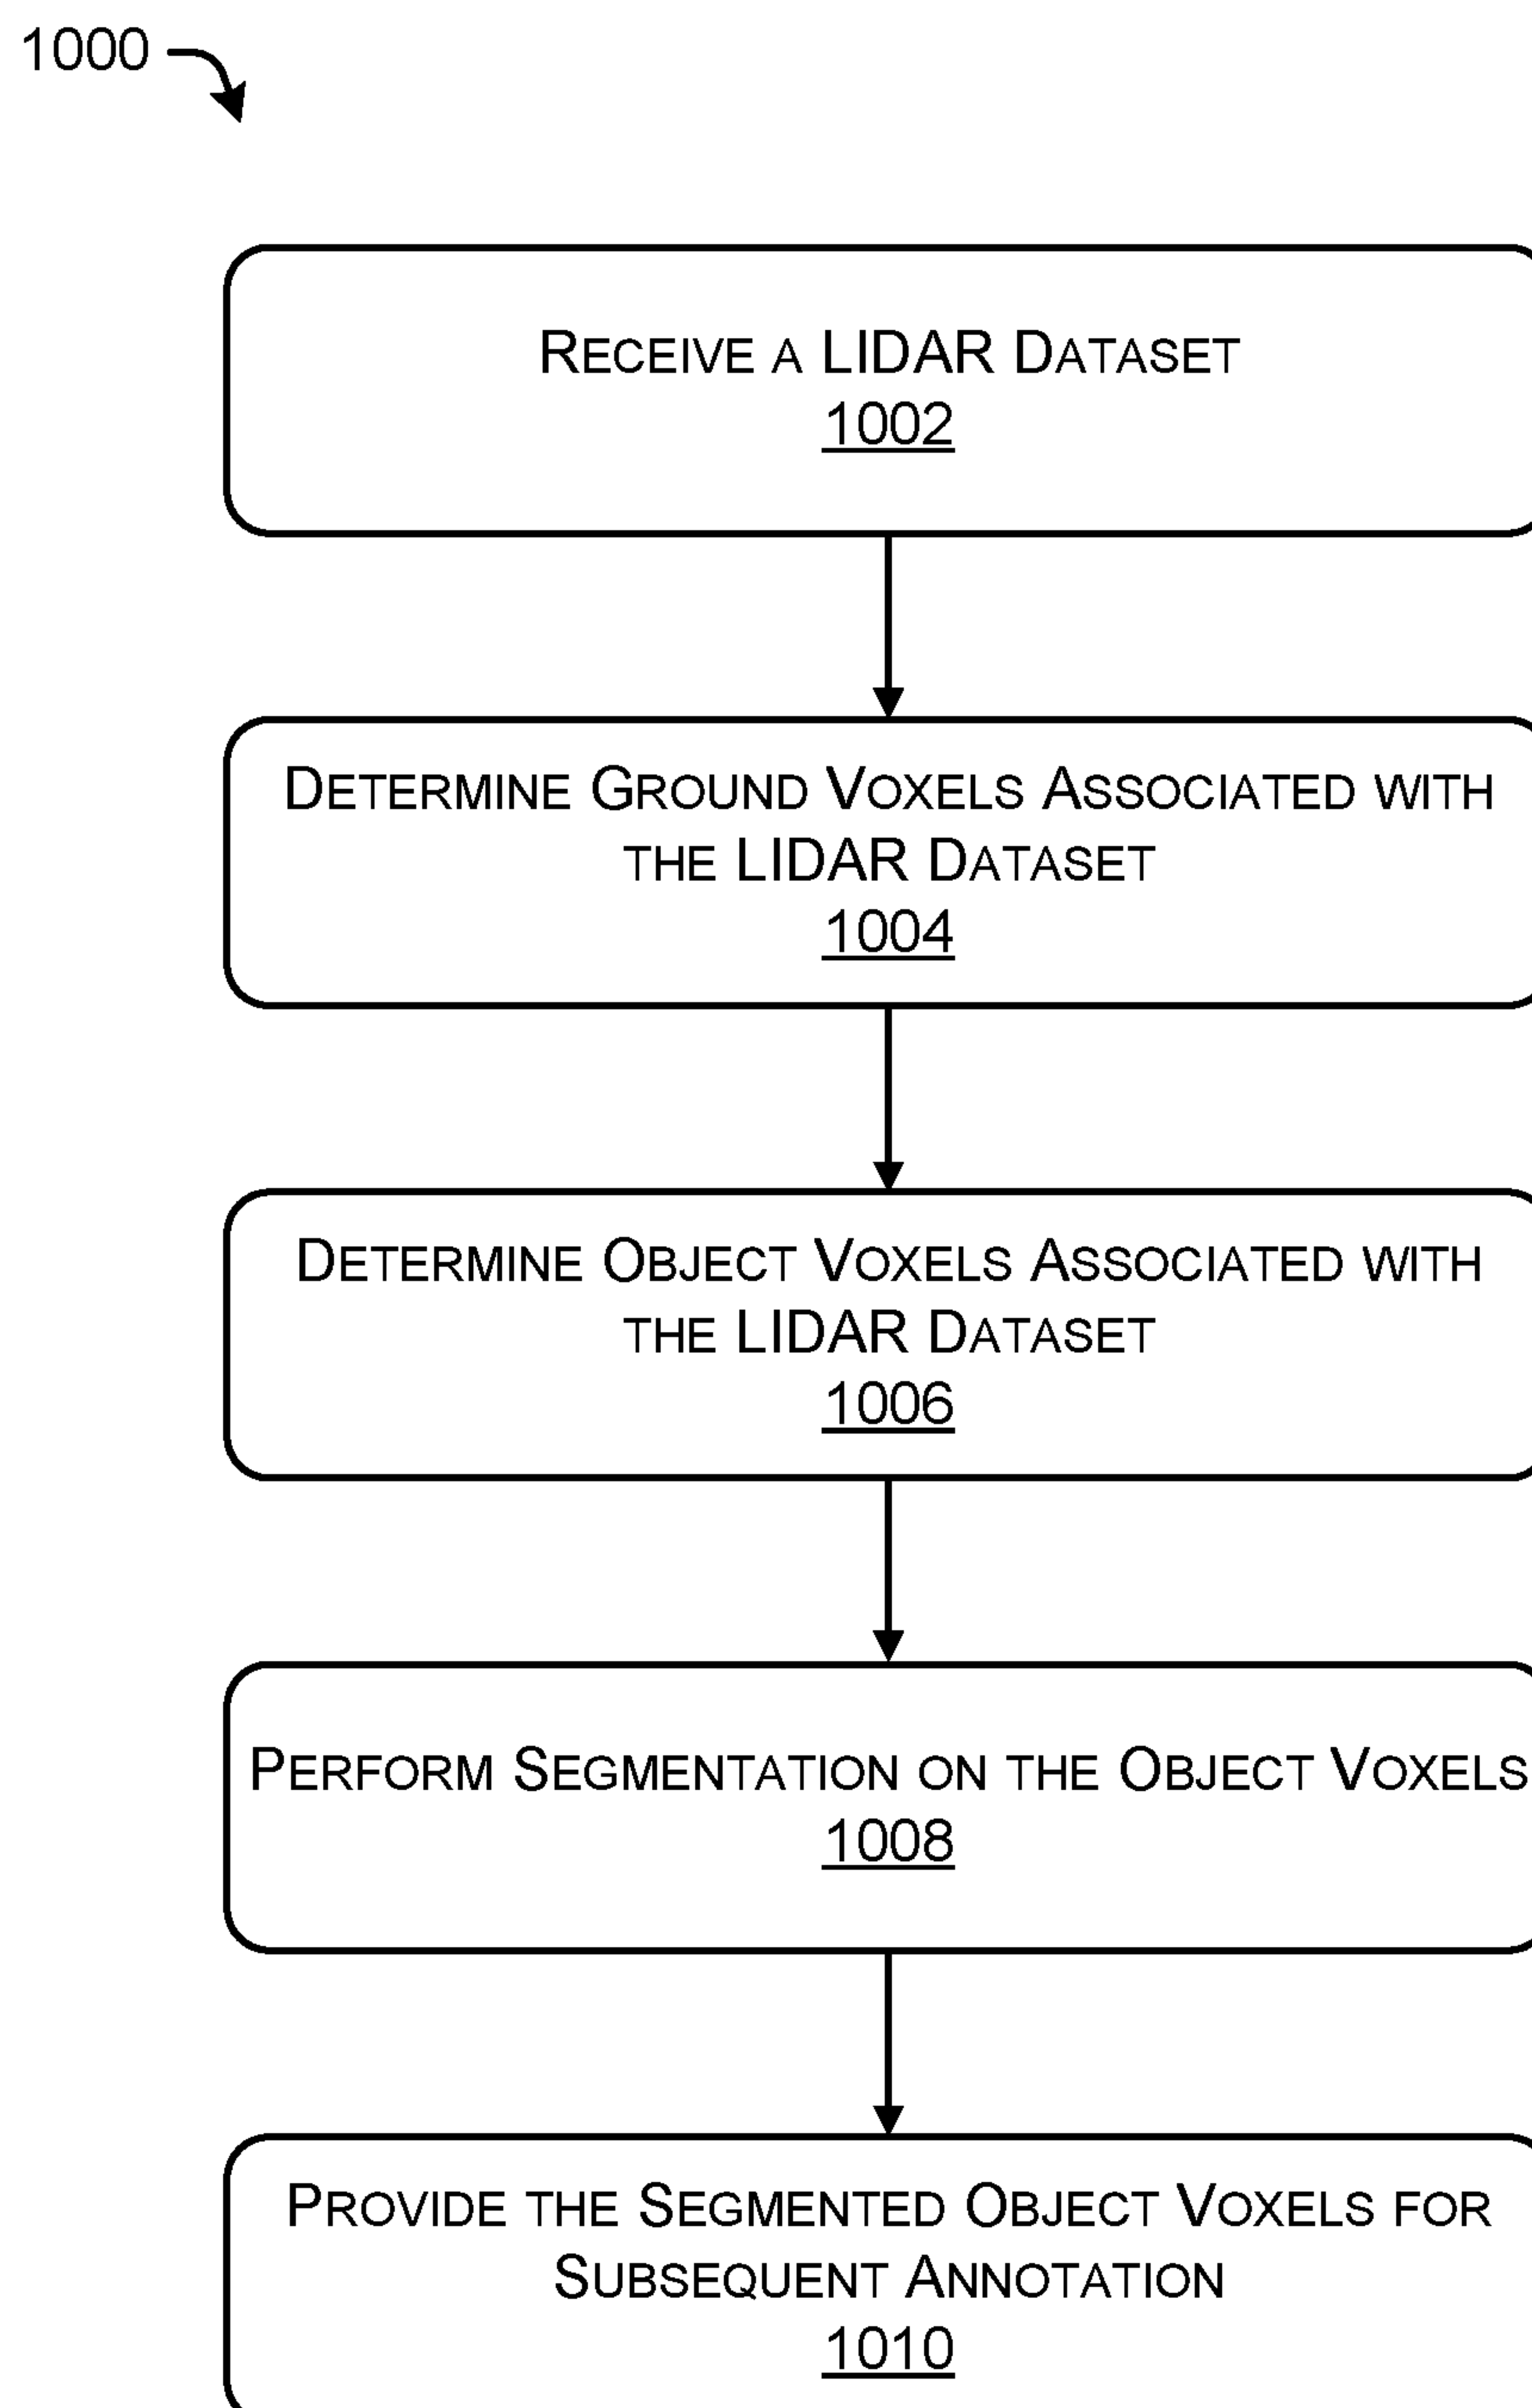 1000
RECEIVE A LIDAR DATASET
1002
DETERMINE GROUND VOXELS ASSOCIATED WITH
THE LIDAR DATASET
1004
DETERMINE OBJECT VOXELS ASSOCIATED WITH
THE LIDAR DATASET
1006
PERFORM SEGMENTATION ON THE OBJECT VOXELS
1008
PROVIDE THE SEGMENTED OBJECT VOXELS FOR
SUBSEQUENT ANNOTATION
1010